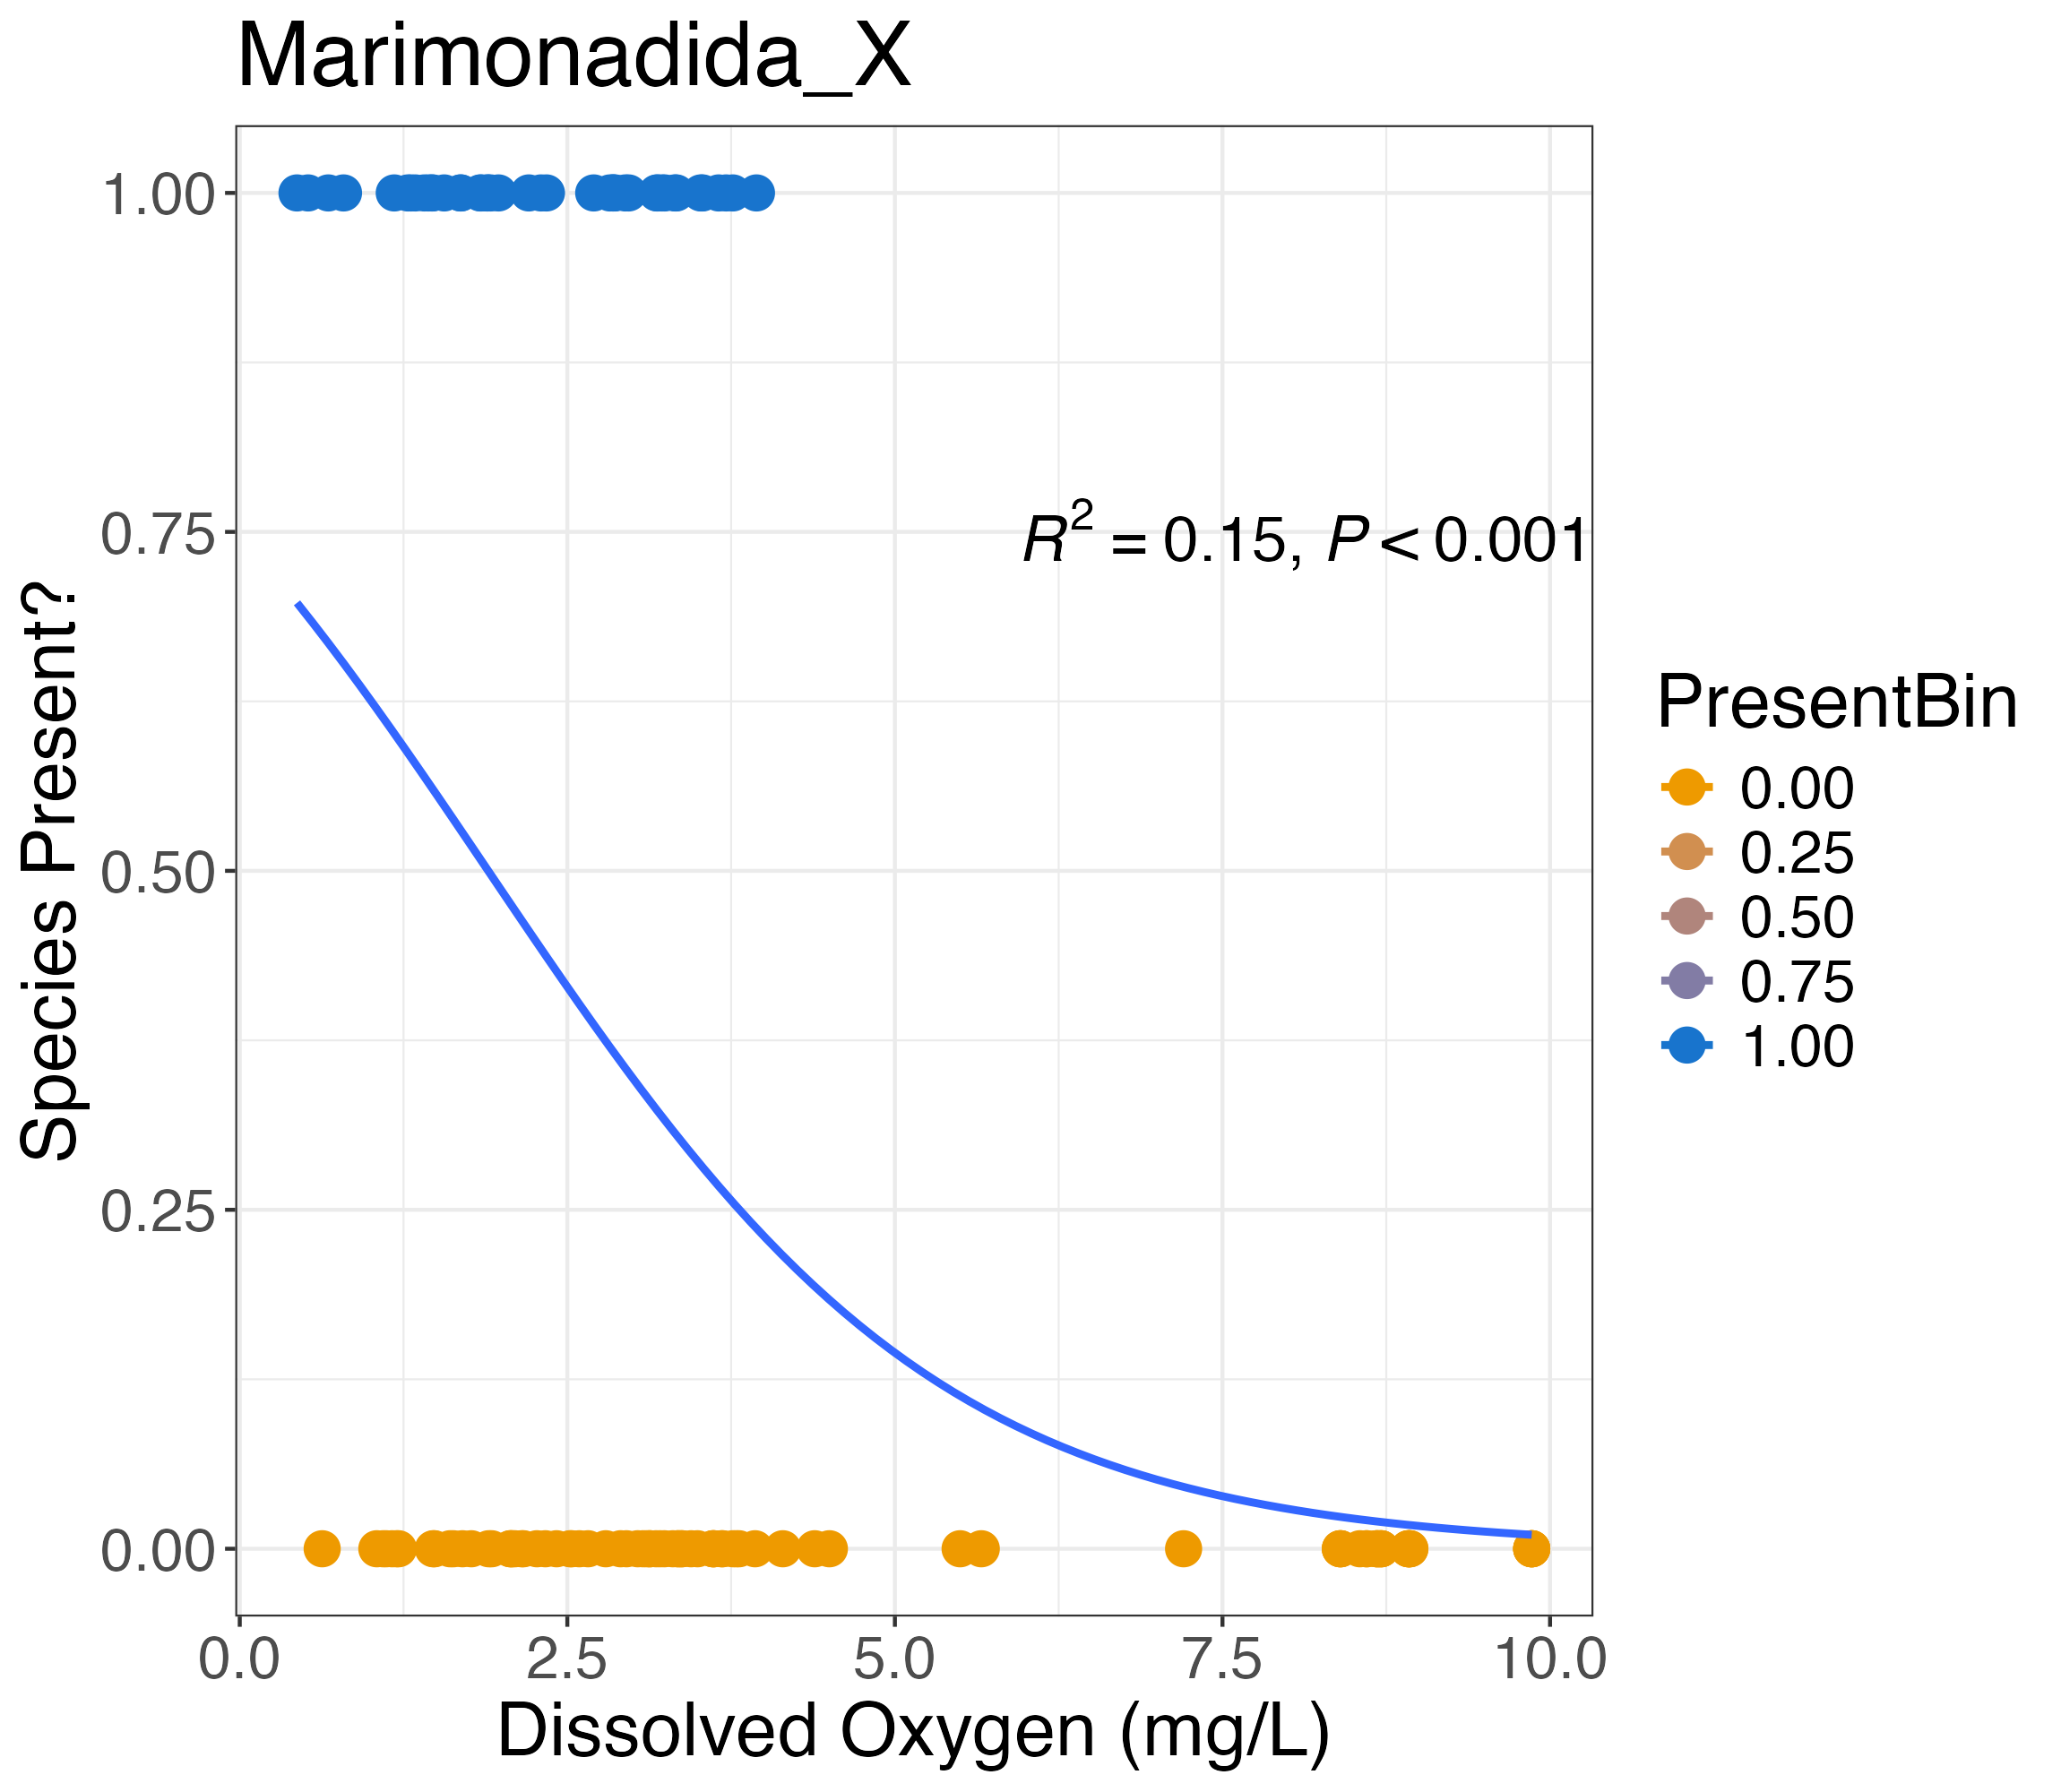 Marimonadida_X
1.00
0.75
0.50
0.25
0.00
Species Present?
R² = 0.15, P < 0.001
0.0 2.5 5.0 7.5 10.0
Dissolved Oxygen (mg/L)
PresentBin
0.00
0.25
0.50
0.75
1.00